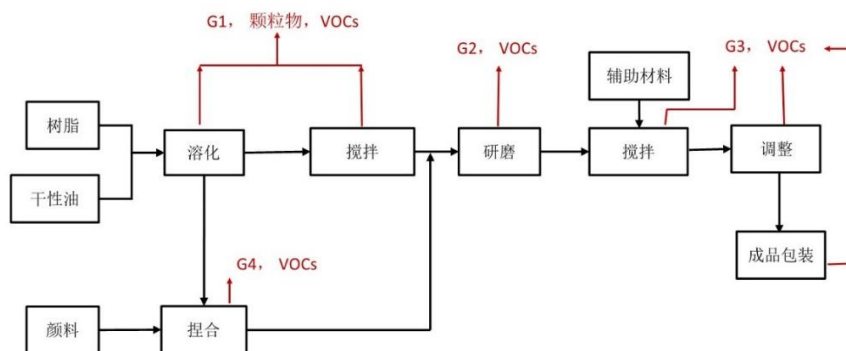 G1， 颗粒物，VOCs
G2， VOCs
G3， VOCs
辅助材料
树脂
溶化
搅拌
研磨
搅拌
调整
干性油
成品包装
G4， VOCs
颜料
捏合